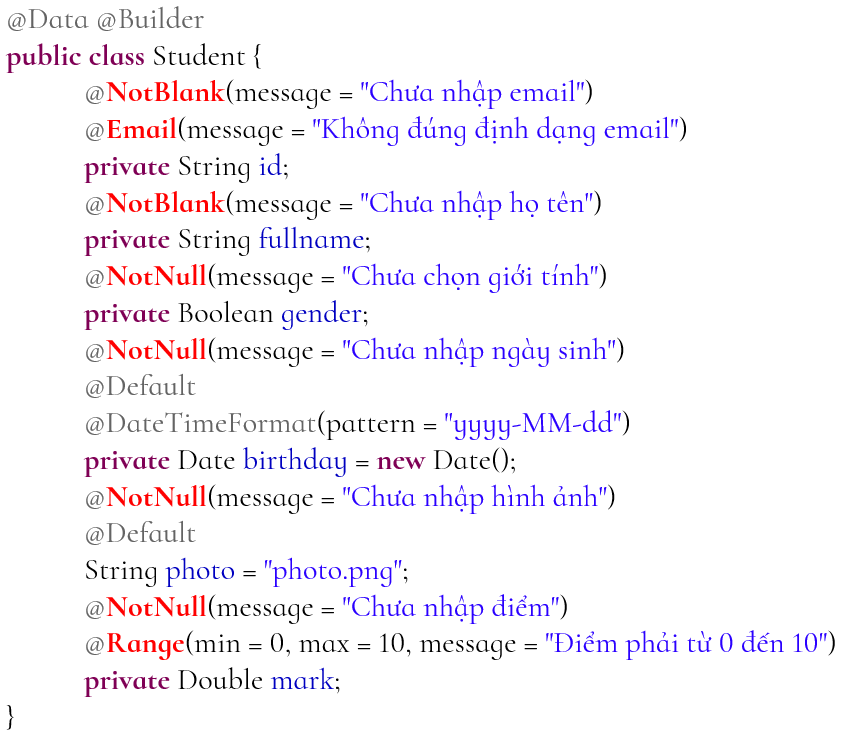 @Data @Builder
public class Student {
@NotBlank(message = "Chưa nhập email")
@Email(message = "Không đúng định dạng email")
private String id;
@NotBlank(message = "Chưa nhập họ tên")
private String fullname;
@NotNull(message = "Chưa chọn giới tính")
private Boolean gender;
@NotNull(message = "Chưa nhập ngày sinh")
@Default
@DateTimeFormat(pattern = "yyyy-MM-dd")
private Date birthday = new Date();
@NotNull(message = "Chưa nhập hình ảnh")
@Default
String photo = "photo.png";
@NotNull(message = "Chưa nhập điểm")
@Range(min = 0, max = 10, message = "Điểm phải từ 0 đến 10")
private Double mark;
}